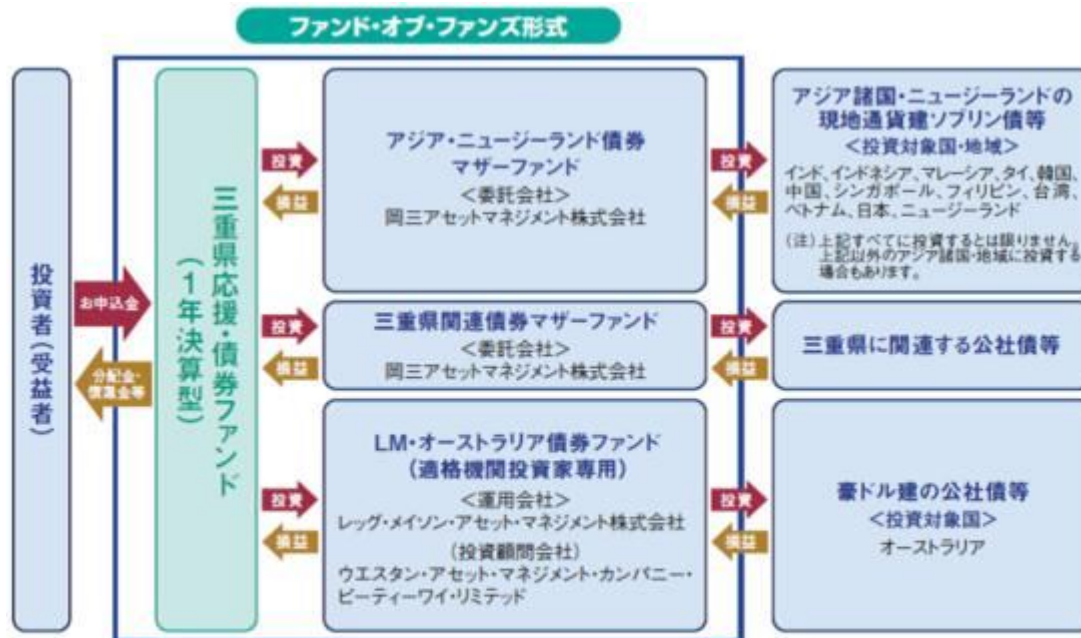 ファンド・オブ・ファンズ形式
投資者(受益者)
お申込金
分配金・
償還金等
三重県応援・債券ファンド
(1年決算型)
投資
損益
アジア・ニュージーランド債券
マザーファンド
<委託会社>
岡三アセットマネジメント株式会社
投資
損益
アジア諸国・ニュージーランドの
現地通貨建ソブリン債等
<投資対象国・地域>
インド、インドネシア、マレーシア、タイ、韓国、
中国、シンガポール、フィリピン、台湾、
ベトナム、日本、ニュージーランド
(注)上記すべてに投資するとは限りません。
上記以外のアジア諸国・地域に投資する
場合もあります。
投資
損益
三重県関連債券マザーファンド
<委託会社>
岡三アセットマネジメント株式会社
投資
損益
三重県に関連する公社債等
投資
損益
LM・オーストラリア債券ファンド
(適格機関投資家専用)
<運用会社>
レッグ・メイソン・アセット・マネジメント株式会社
(投資顧問会社)
ウエスタン・アセット・マネジメント・カンパニー・
ピーティーワイ・リミテッド
投資
損益
豪ドル建の公社債等
<投資対象国>
オーストラリア